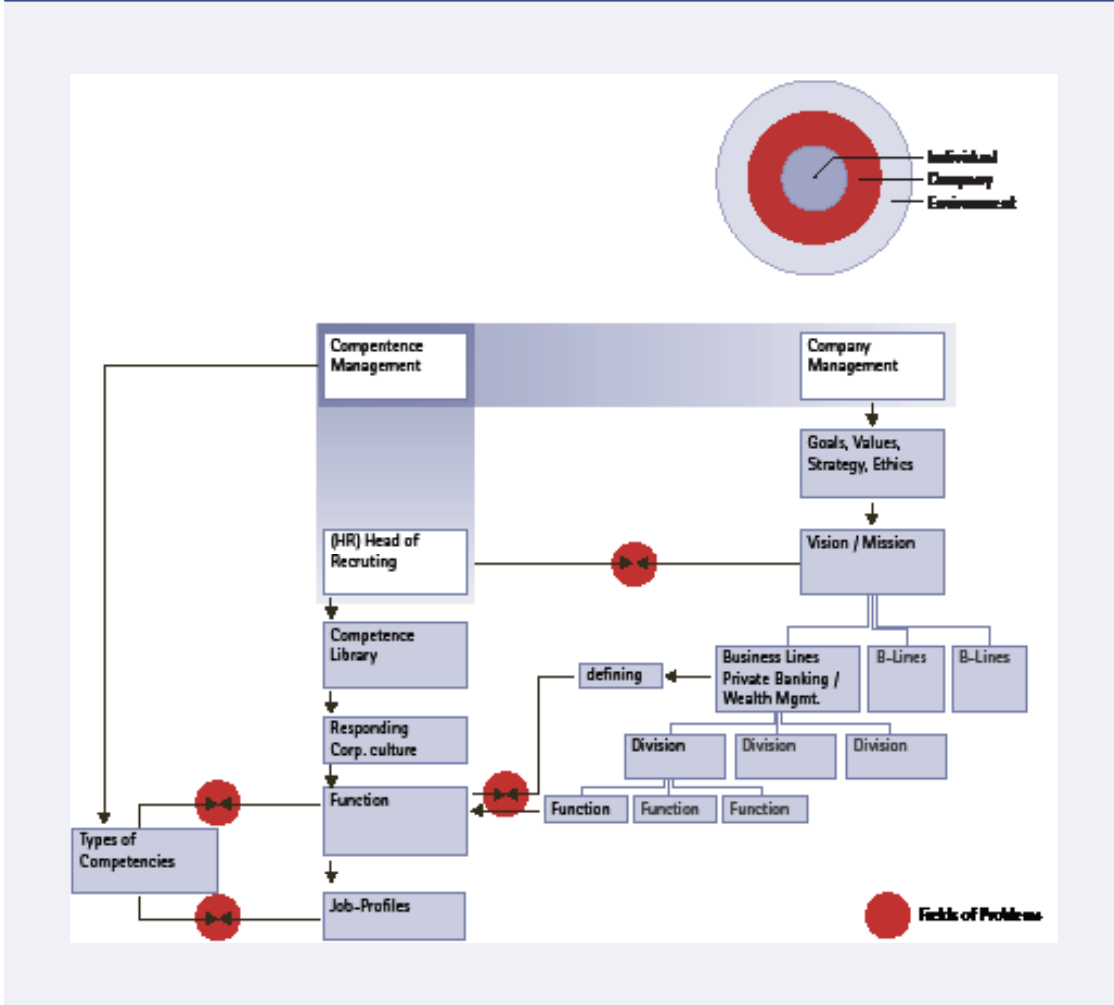 Individual
Company
Environment
Compentence
Management
Company
Management
Goals, Values,
Strategy, Ethics
(HR) Head of
Recruting
Vision / Mission
Competence
Library
defining
Business Lines
Private Banking /
Wealth Mgmt.
B-Lines
B-Lines
Responding
Corp. culture
Division
Division
Division
Function
Function
Function
Function
Types of
Competencies
Job-Profiles
Fields of Problems